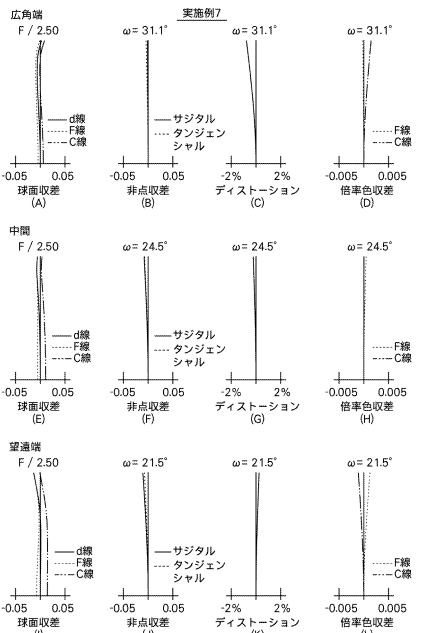 実施例7
広角端
F / 2.50
ω= 31.1°
ω= 31.1°
ω= 31.1°
d線
F線
C線
サジタル
タンジェン
シャル
F線
C線
-0.05 0.05
-0.05 0.05
-2% 2%
-0.005 0.005
球面収差
非点収差
ディストーション
倍率色収差
(A)
(B)
(C)
(D)
中間
F / 2.50
ω= 24.5°
ω= 24.5°
ω= 24.5°
d線
F線
C線
サジタル
タンジェン
シャル
F線
C線
-0.05 0.05
-0.05 0.05
-2% 2%
-0.005 0.005
球面収差
非点収差
ディストーション
倍率色収差
(E)
(F)
(G)
(H)
望遠端
F / 2.50
ω= 21.5°
ω= 21.5°
ω= 21.5°
d線
F線
C線
サジタル
タンジェン
シャル
F線
C線
-0.05 0.05
-0.05 0.05
-2% 2%
-0.005 0.005
球面収差
非点収差
ディストーション
倍率色収差